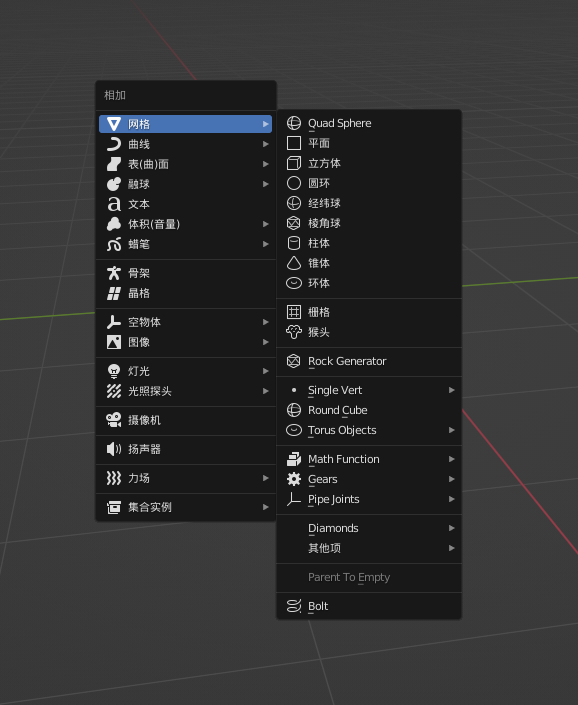 相加
网格
曲线
表(曲)面
融球
文本
体积(音量)
蜡笔
骨架
晶格
空物体
图像
灯光
光照探头
摄像机
扬声器
力场
集合实例
Quad Sphere
平面
立方体
圆环
经纬球
棱角球
柱体
锥体
环体
栅格
猴头
Rock Generator
Single Vert
Round Cube
Torus Objects
Math Function
Gears
Pipe Joints
Diamonds
其他项
Parent To Empty
Bolt